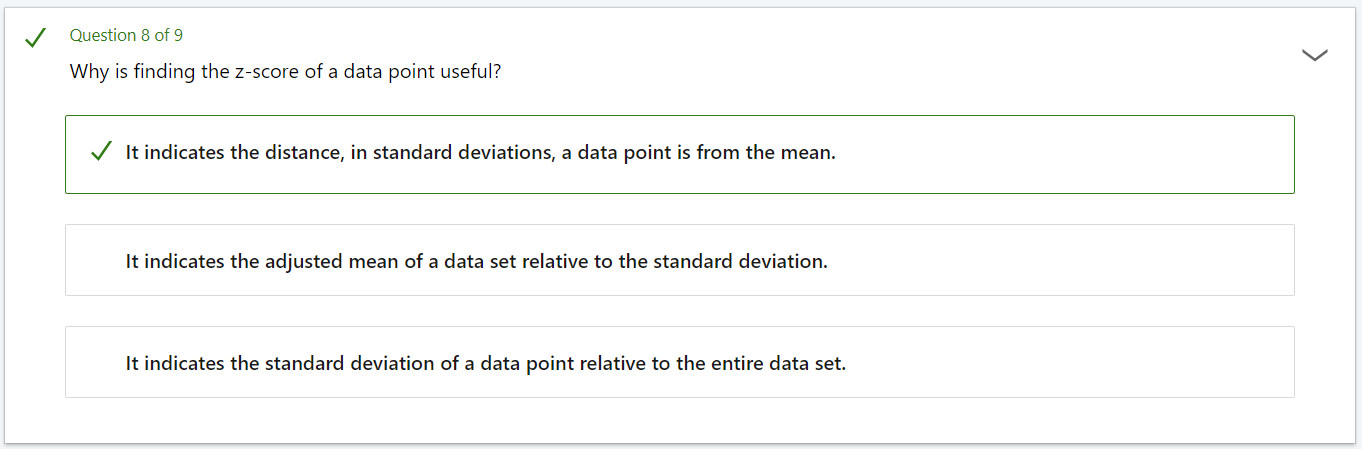 Question 8 of 9
Why is finding the z-score of a data point useful?
It indicates the distance, in standard deviations, a data point is from the mean.
It indicates the adjusted mean of a data set relative to the standard deviation.
It indicates the standard deviation of a data point relative to the entire data set.